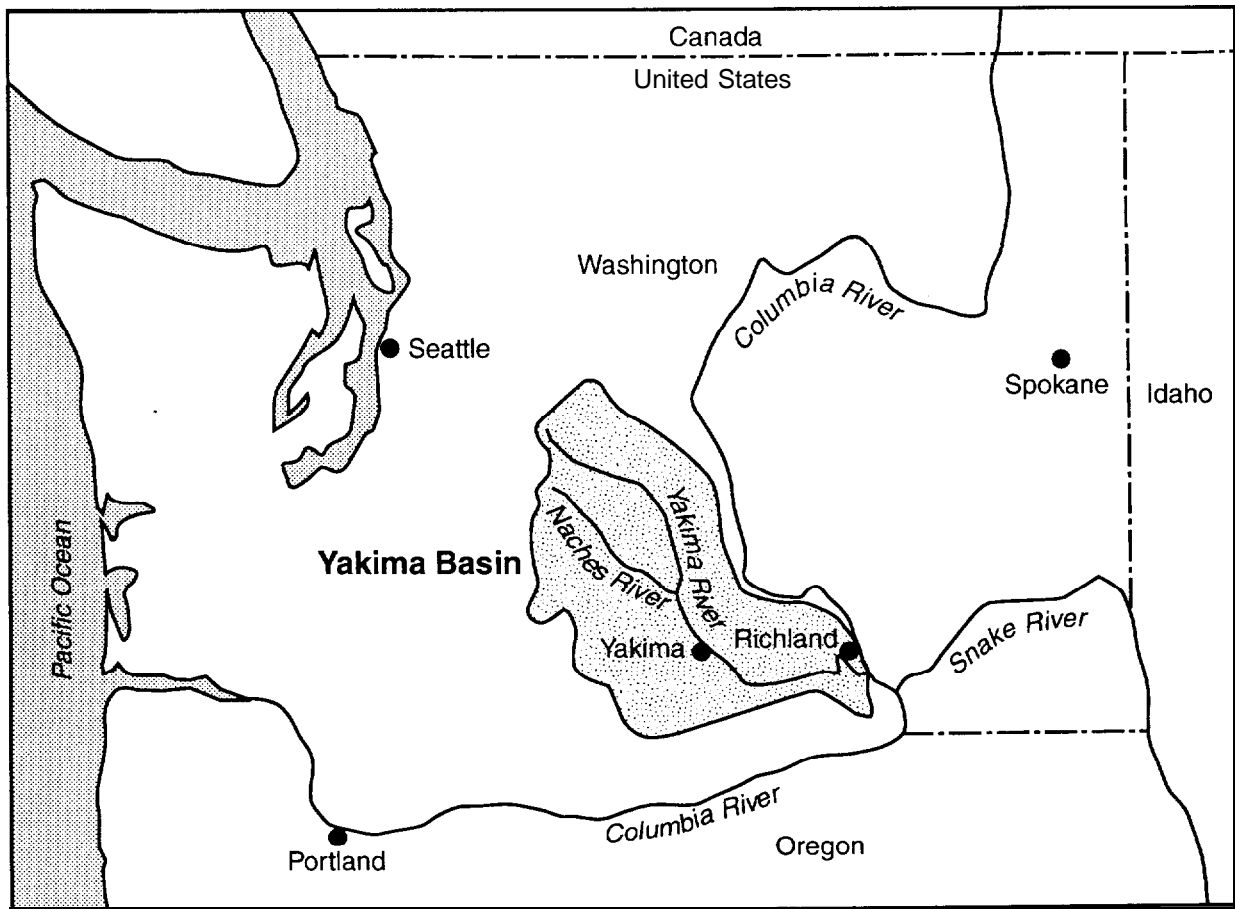 Canada
United States
Washington
Columbia River
Seattle
Spokane
Idaho
Pacific Ocean
Yakima Basin
Naches River
Yakima River
Yakima
Richland
Snake River
Columbia River
Portland
Oregon